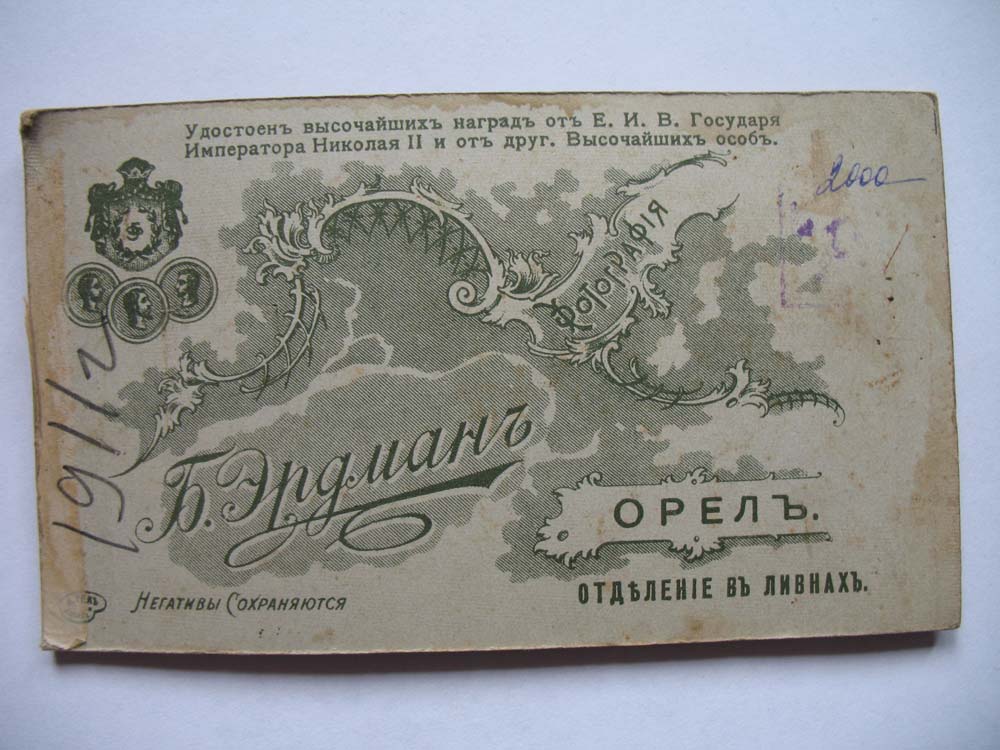 Удостоенъ высочайшихъ наградъ отъ Е. И. В. Государя
Императора Николая II и отъ друг. Высочайшихъ особъ.
2000
Фотографія
1911
Б. Эрдманъ
ОРЕЛЪ.
ОТДѢЛЕНІЕ ВЪ ЛИВНАХЪ.
Негативы Сохраняются